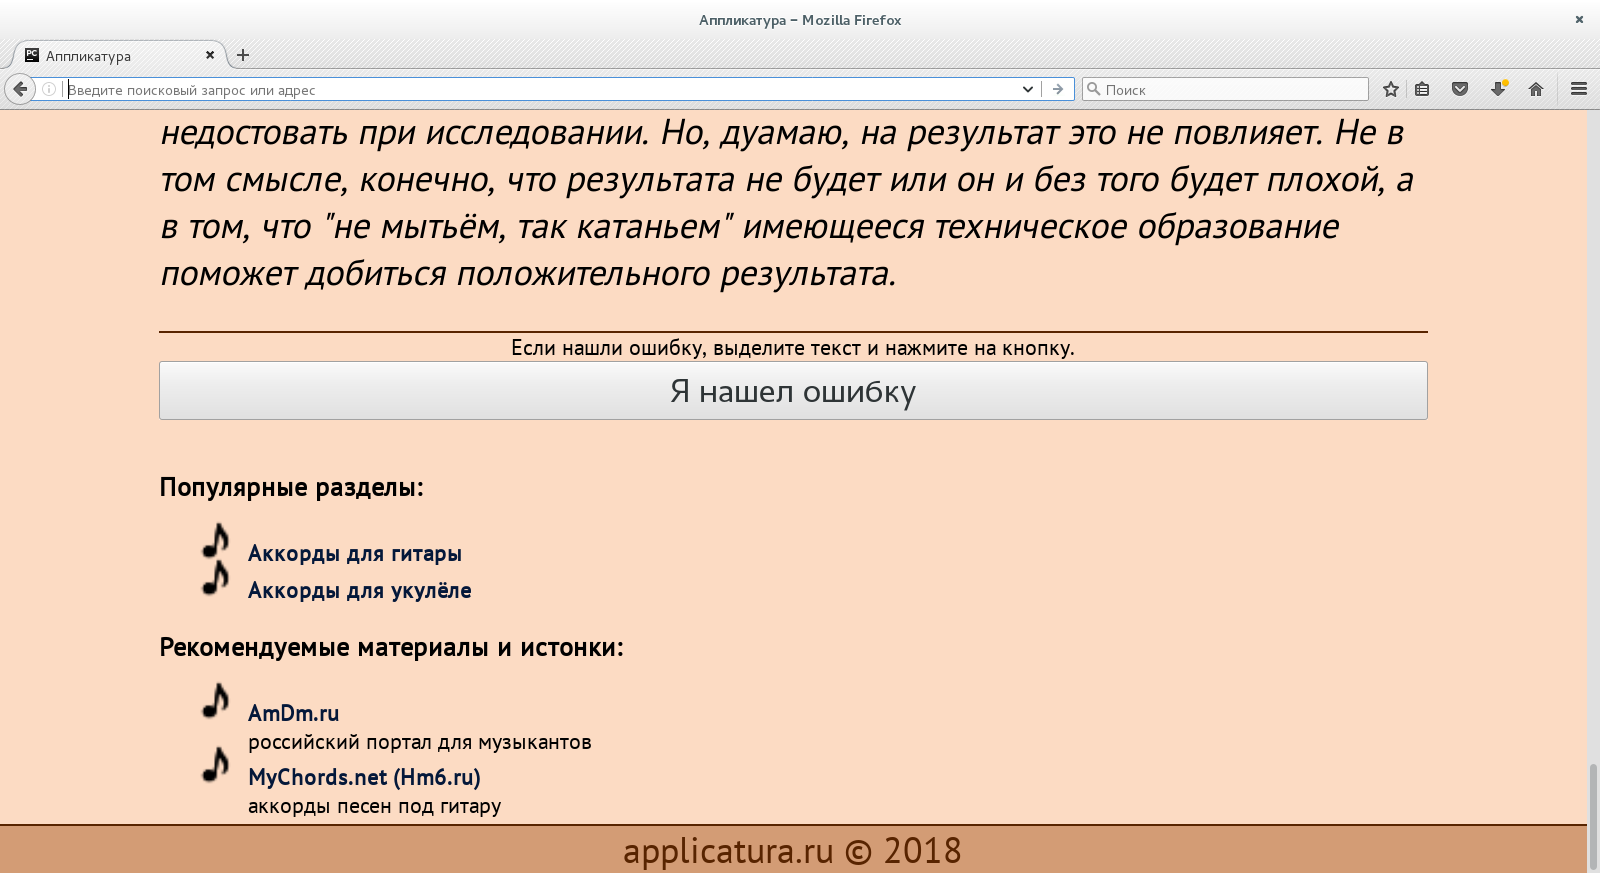 Аппликатура – Mozilla Firefox
PC Аппликатура
Введите поисковый запрос или адрес
Поиск
недостовать при исследовании. Но, дуамаю, на результат это не повлияет. Не в
том смысле, конечно, что результата не будет или он и без того будет плохой, а
в том, что "не мытьём, так катаньем" имеющееся техническое образование
поможет добиться положительного результата.
Если нашли ошибку, выделите текст и нажмите на кнопку.
Я нашел ошибку
Популярные разделы:
Аккорды для гитары
Аккорды для укулёле
Рекомендуемые материалы и истонки:
AmDm.ru
российский портал для музыкантов
MyChords.net (Hm6.ru)
аккорды песен под гитару
applicatura.ru © 2018